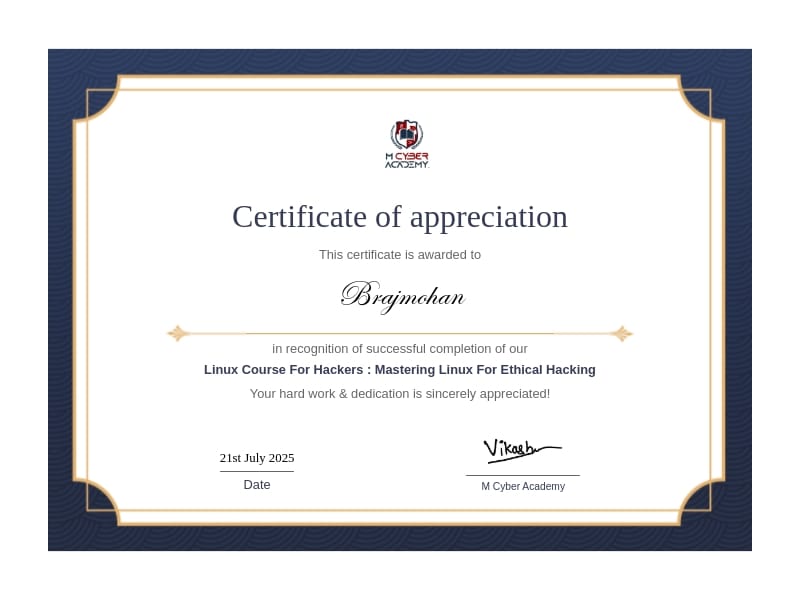 M CYBER
ACADEMY
Certificate of appreciation
This certificate is awarded to
Brajmohan
in recognition of successful completion of our
Linux Course For Hackers : Mastering Linux For Ethical Hacking
Your hard work & dedication is sincerely appreciated!
Vikash
21st July 2025
Date
M Cyber Academy